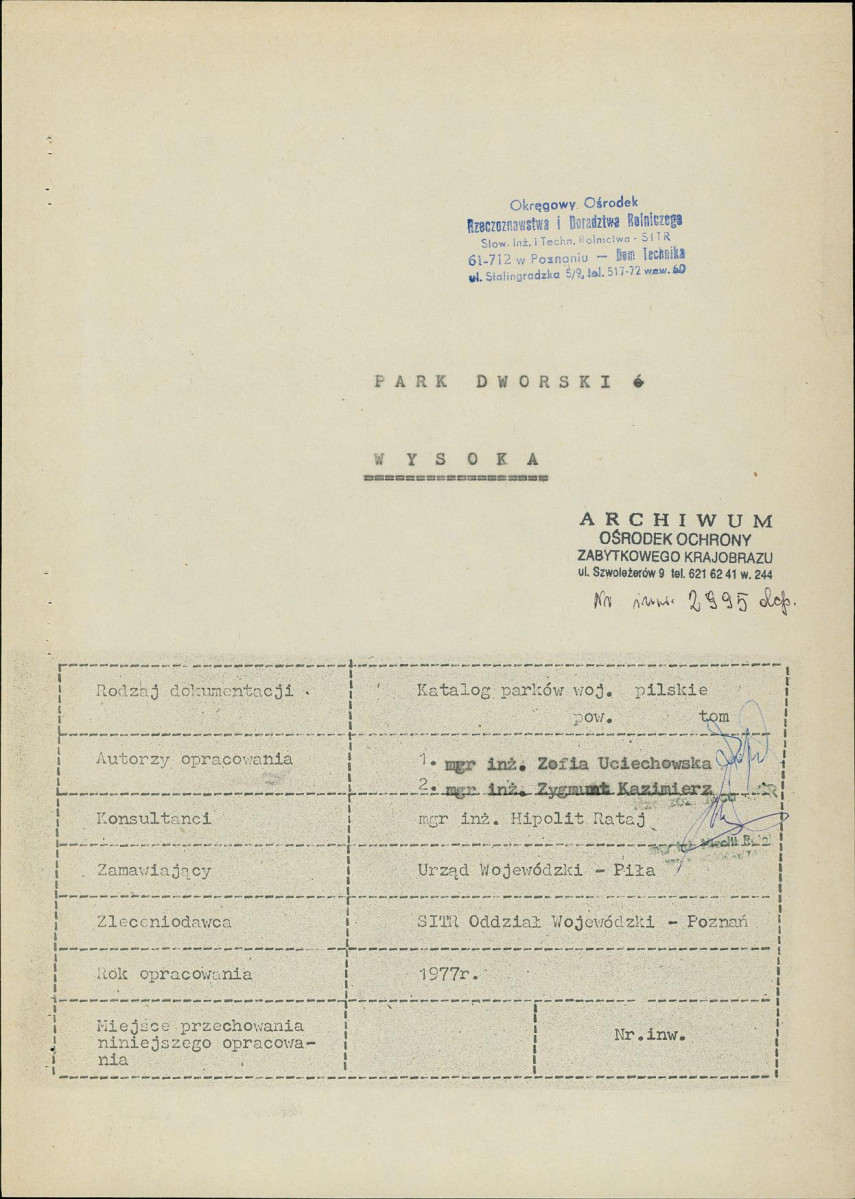 Okręgowy Ośrodek
Rzeczoznawstwa i Doradztwa Rolniczego
Stow. Inż. i Techn. Rolnictwa - SITR
61-712 w Poznaniu — Dom Technika
ul. Stalingradzka 5/9, tel. 517-72 wew. 60
PARK DWORSKI
WYSOKA
ARCHIWUM
OŚRODEK OCHRONY
ZABYTKOWEGO KRAJOBRAZU
ul. Szwoleżerów 9 tel. 621 62 41 w. 244
Nr inw. 2995 dep.
Rodzaj dokumentacji
Katalog parków woj. pilskie
pow. tom
Autorzy opracowania
1. mgr inż. Zofia Uciechowska
2. mgr inż. Zygmunt Kazimierz
Konsultanci
mgr inż. Hipolit Rataj
Zamawiający
Urząd Wojewódzki - Piła
Zleceniodawca
SITR Oddział Wojewódzki - Poznań
Rok opracowania
1977r.
Miejsce przechowania
niniejszego opracowa-
nia
Nr.inw.